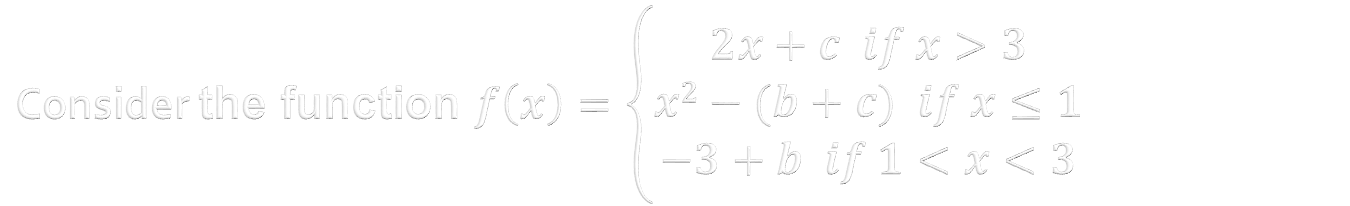 2x + c if x > 3
Consider the function f(x) = { x² − (b + c) if x ≤ 1
−3 + b if 1 < x < 3